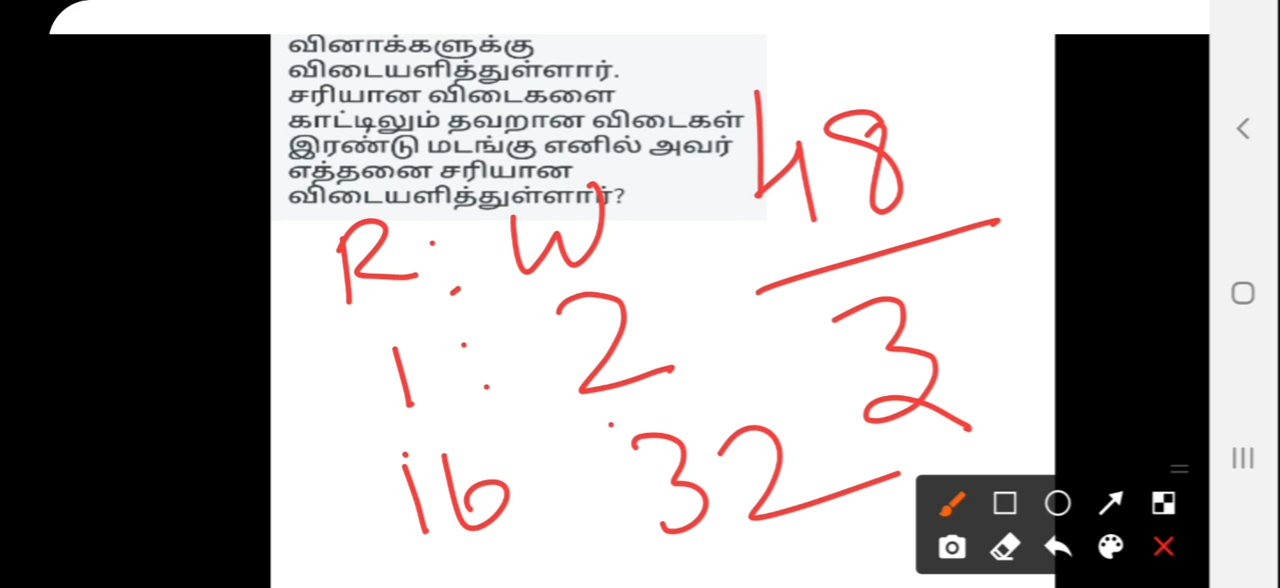 வினாக்களுக்கு
விடையளித்துள்ளார்.
சரியான விடைகளை
காட்டிலும் தவறான விடைகள்
இரண்டு மடங்கு எனில் அவர்
எத்தனை சரியான
விடையளித்துள்ளார்?
48
3
R : W
1 : 2
16 32